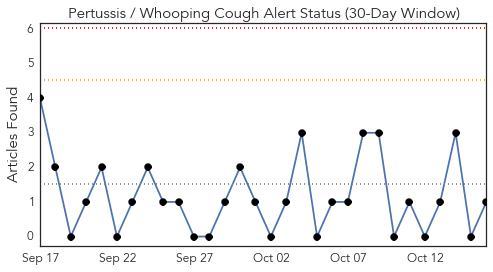 Pertussis / Whooping Cough Alert Status (30-Day Window)
Articles Found
6
5
4
3
2
1
0
Sep 17 Sep 22 Sep 27 Oct 02 Oct 07 Oct 12